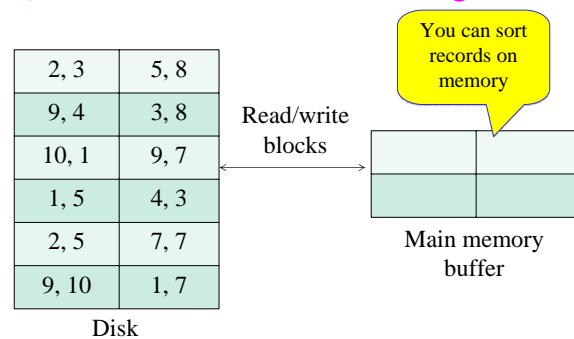 You can sort
records on
memory
2, 3 5, 8
9, 4 3, 8
10, 1 9, 7
1, 5 4, 3
2, 5 7, 7
9, 10 1, 7
Disk
Read/write
blocks
Main memory
buffer